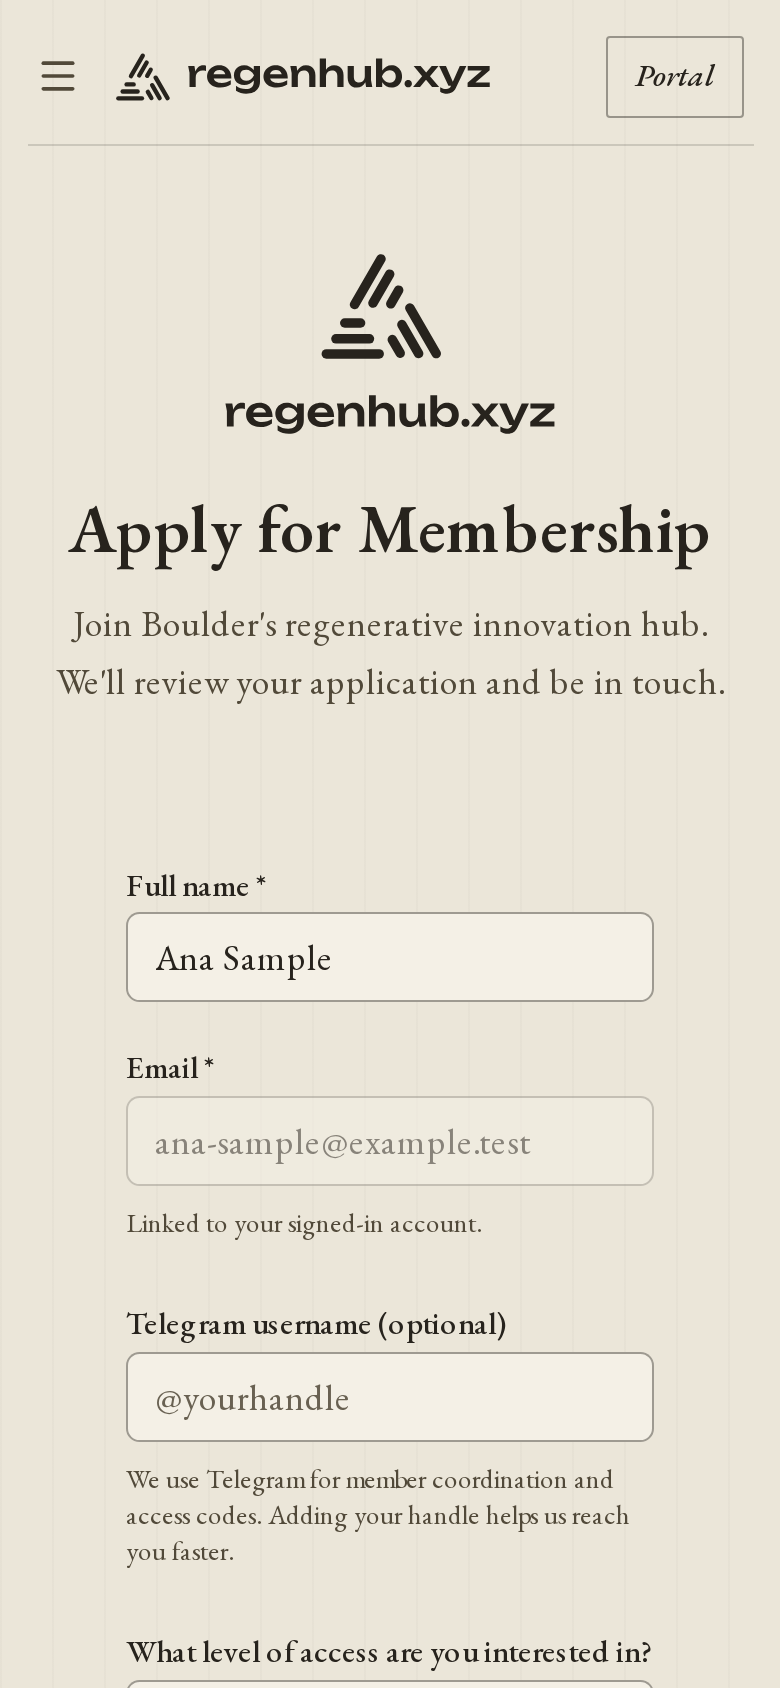 regenhub.xyz
Portal
regenhub.xyz
Apply for Membership
Join Boulder's regenerative innovation hub.
We'll review your application and be in touch.
Full name *
Ana Sample
Email *
ana-sample@example.test
Linked to your signed-in account.
Telegram username (optional)
@yourhandle
We use Telegram for member coordination and
access codes. Adding your handle helps us reach
you faster.
What level of access are you interested in?